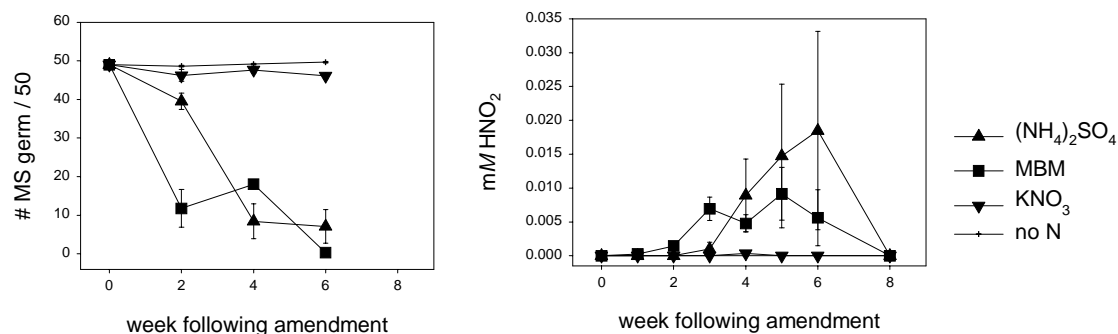 # MS germ / 50
60
50
40
30
20
10
0
0 2 4 6 8
week following amendment
mM HNO₂
0.035
0.030
0.025
0.020
0.015
0.010
0.005
0.000
0 2 4 6 8
week following amendment
(NH₄)₂SO₄
MBM
KNO₃
no N